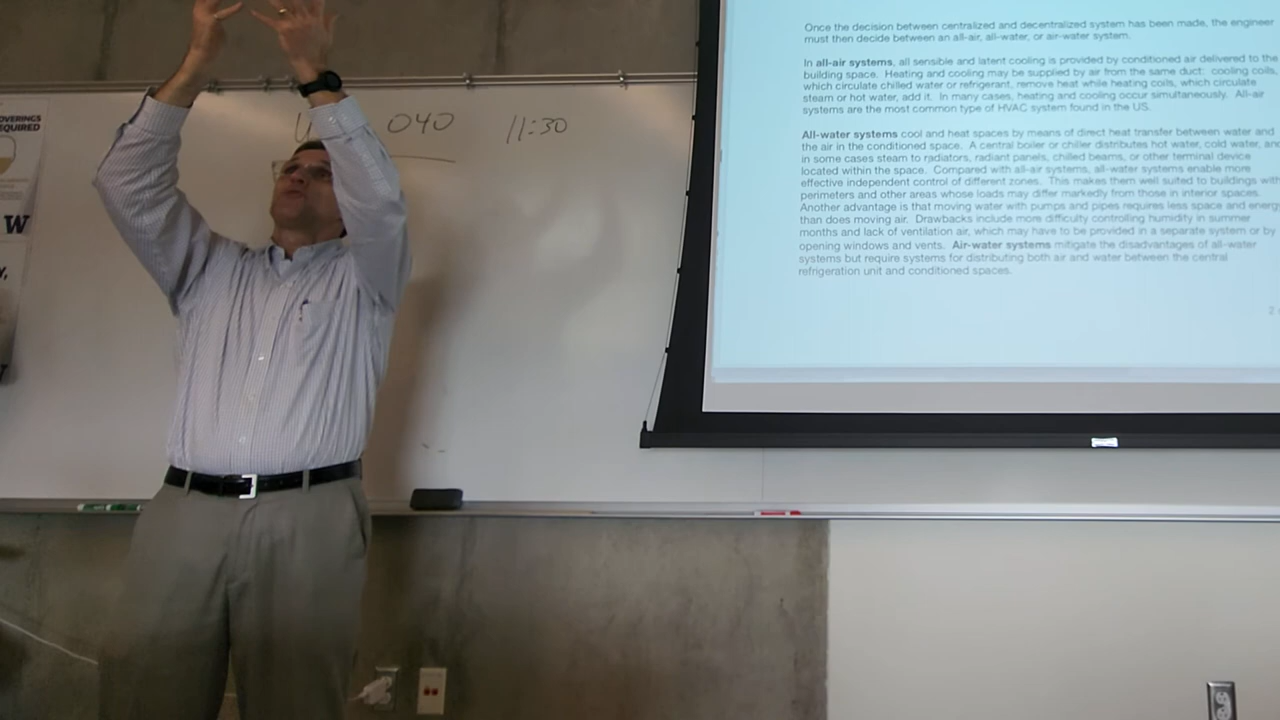 OVERINGS
EQUIRED
W
040 11:30
Once the decision between centralized and decentralized system has been made, the engineer
must then decide between an all-air, all-water, or air-water system.
In all-air systems, all sensible and latent cooling is provided by conditioned air delivered to the
building space. Heating and cooling may be supplied by air from the same duct: cooling coils,
which circulate chilled water or refrigerant, remove heat while heating coils, which circulate
steam or hot water, add it. In many cases, heating and cooling occur simultaneously. All-air
systems are the most common type of HVAC system found in the US.
All-water systems cool and heat spaces by means of direct heat transfer between water and
the air in the conditioned space. A central boiler or chiller distributes hot water, cold water, and
in some cases steam to radiators, radiant panels, chilled beams, or other terminal device
located within the space. Compared with all-air systems, all-water systems enable more
effective independent control of different zones. This makes them well suited to buildings with
perimeters and other areas whose loads may differ markedly from those in interior spaces.
Another advantage is that moving water with pumps and pipes requires less space and energy
than does moving air. Drawbacks include more difficulty controlling humidity in summer
months and lack of ventilation air, which may have to be provided in a separate system or by
opening windows and vents. Air-water systems mitigate the disadvantages of all-water
systems but require systems for distributing both air and water between the central
refrigeration unit and conditioned spaces.
2